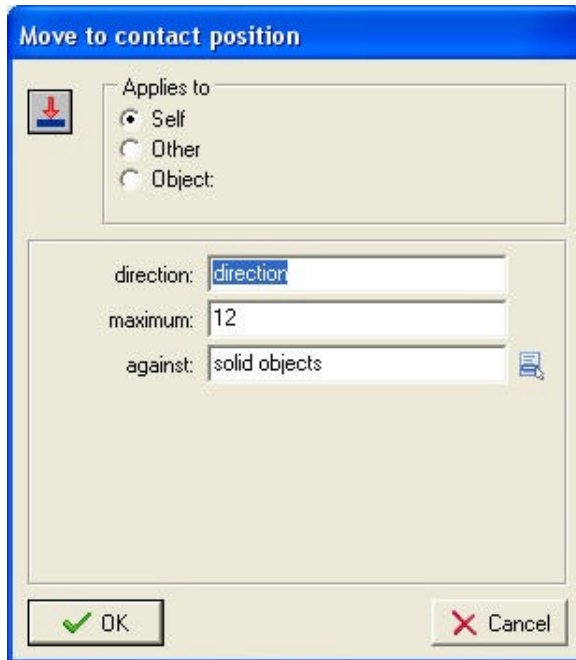 Move to contact position
Applies to
Self
Other
Object:
direction: direction
maximum: 12
against: solid objects
OK Cancel